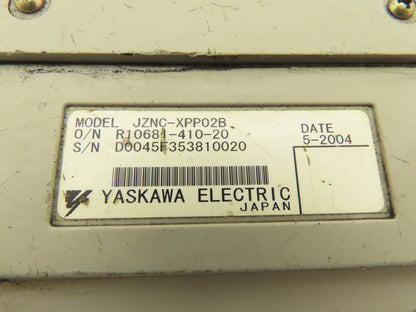 MODEL JZNC-XPP02B
O/N R10681-410-20
S/N D0045F353810020
DATE
5-2004
YASKAWA ELECTRIC
JAPAN